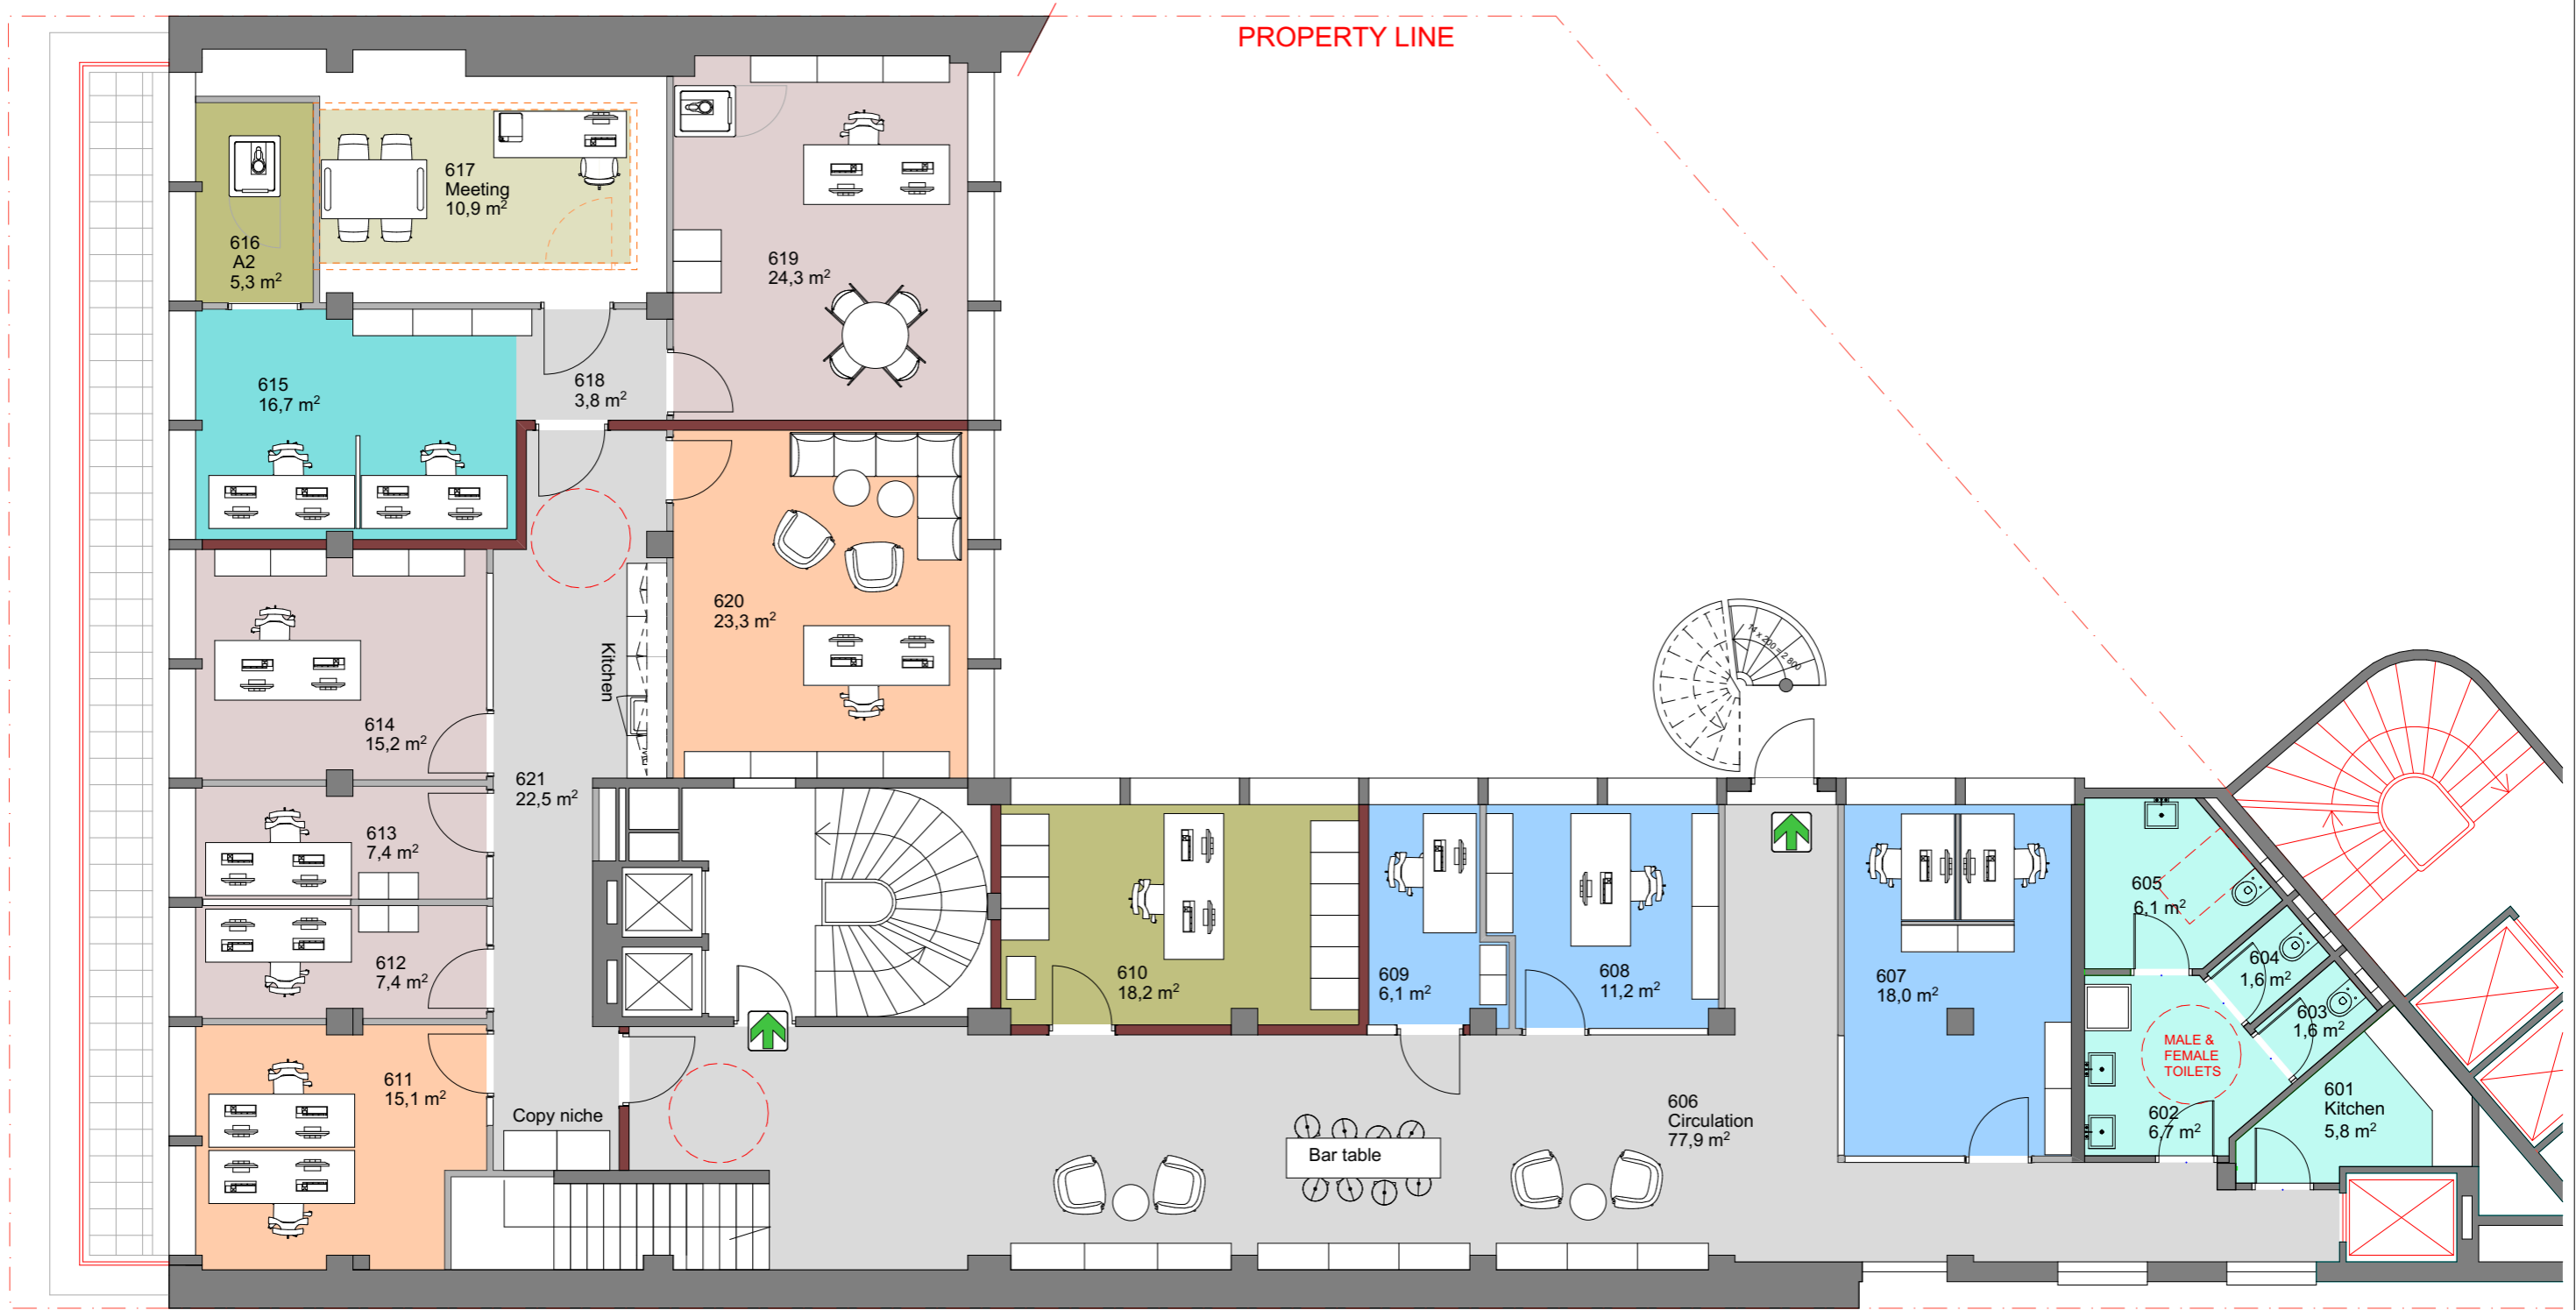 PROPERTY LINE
617
Meeting
10,9 m²
616
A2
5,3 m²
619
24,3 m²
615
16,7 m²
618
3,8 m²
620
23,3 m²
Kitchen
14 x 200 = 2 800
614
15,2 m²
621
22,5 m²
613
7,4 m²
612
7,4 m²
611
15,1 m²
Copy niche
610
18,2 m²
609
6,1 m²
608
11,2 m²
607
18,0 m²
605
6,1 m²
604
1,6 m²
603
1,6 m²
MALE &
FEMALE
TOILETS
602
6,7 m²
601
Kitchen
5,8 m²
606
Circulation
77,9 m²
Bar table